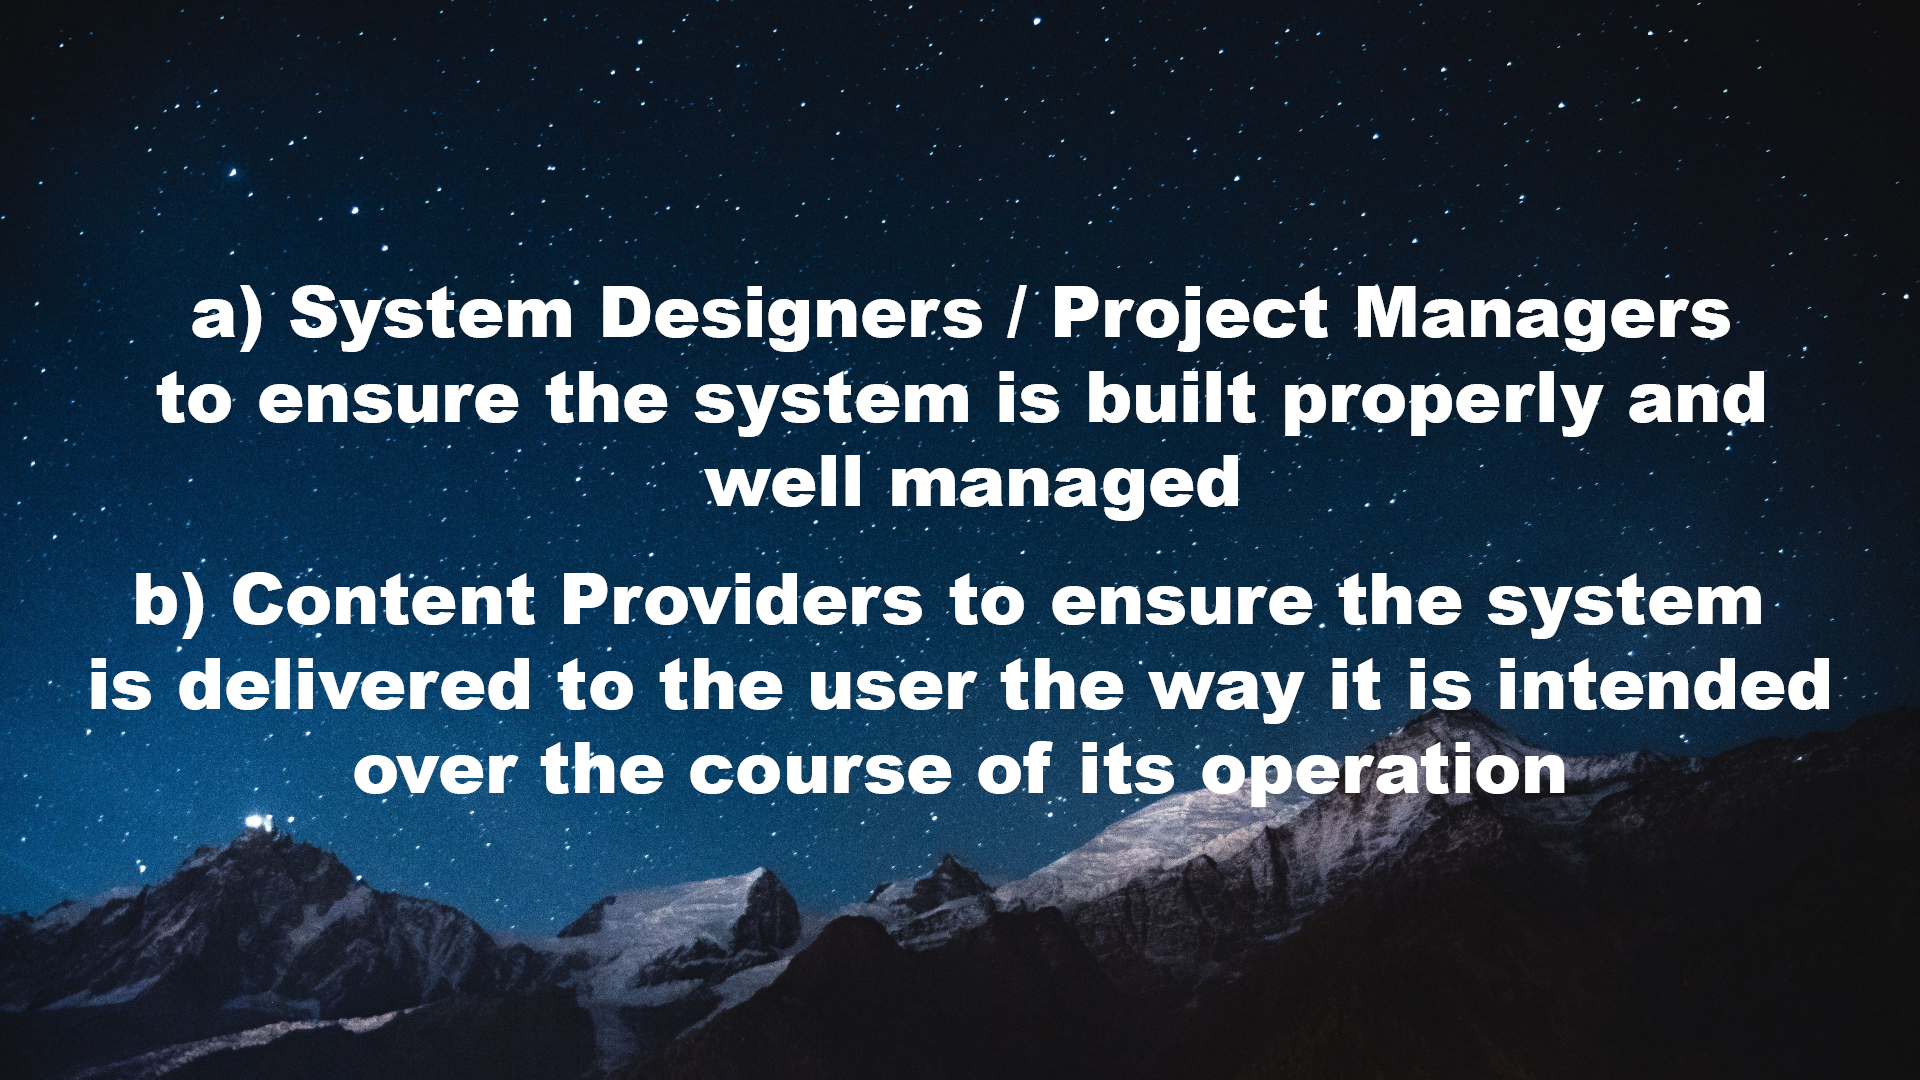 a) System Designers / Project Managers
to ensure the system is built properly and
well managed
b) Content Providers to ensure the system
is delivered to the user the way it is intended
over the course of its operation